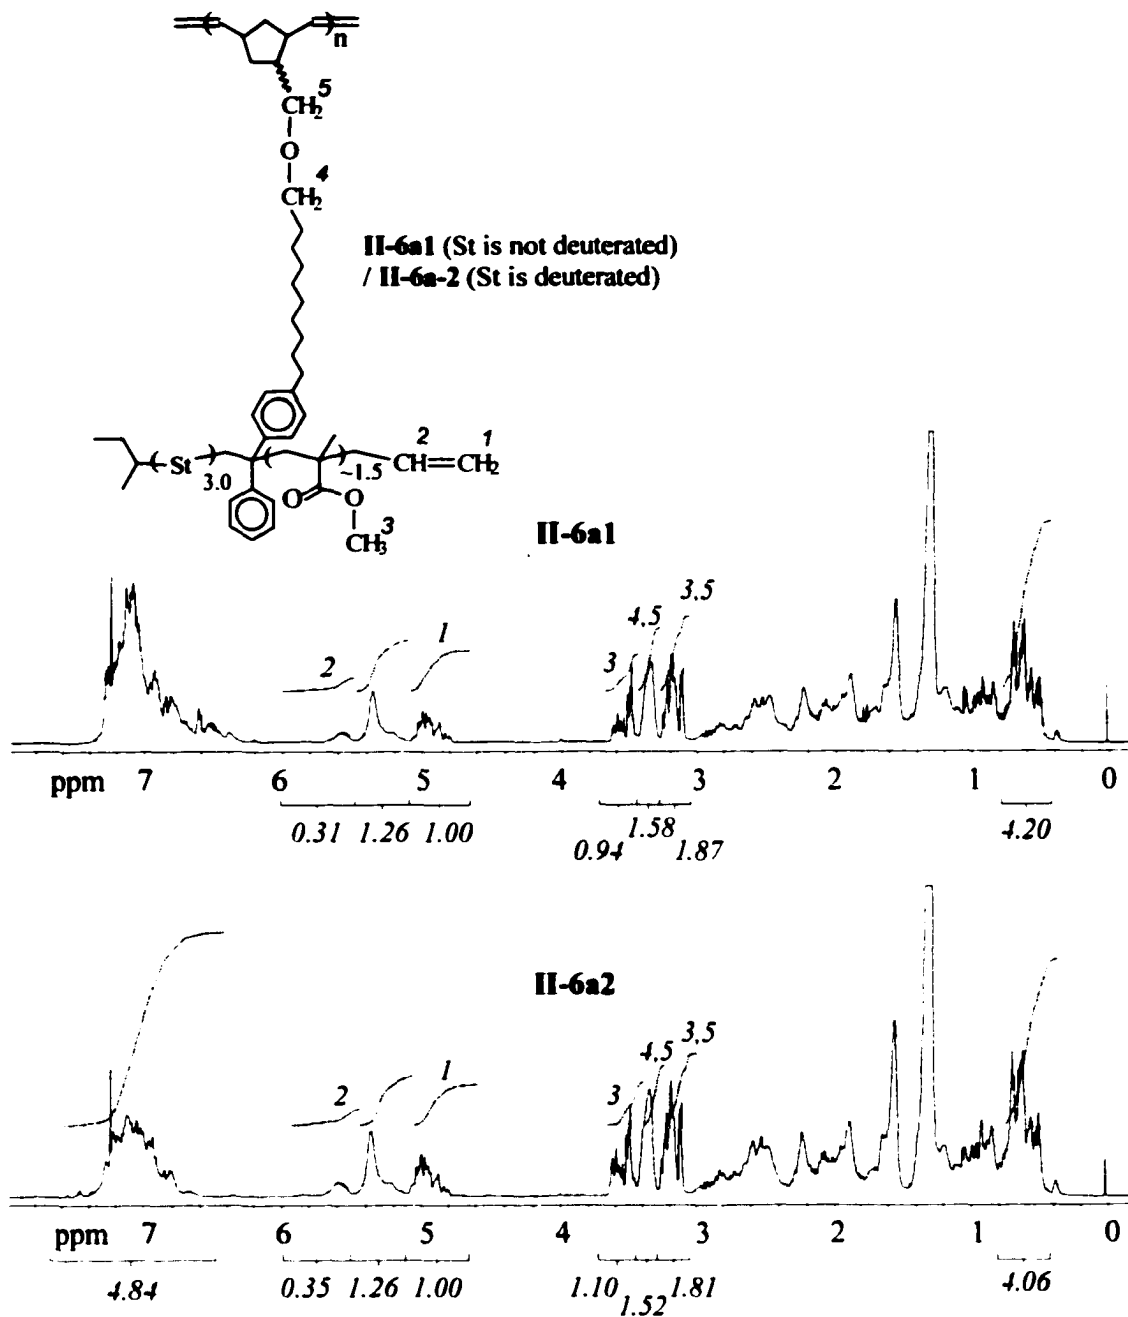 n
CH2 5
O
4
CH2
II-6a1 (St is not deuterated)
/ II-6a-2 (St is deuterated)
2 1
St 3.0 ~1.5 CH=CH2
O O
CH3 3
II-6a1
3,5
4,5
1
2 3
ppm 7 6 5 4 3 2 1 0
0.31 1.26 1.00 0.94 1.58 1.87 4.20
II-6a2
3,5
4,5
1
2 3
ppm 7 6 5 4 3 2 1 0
4.84 0.35 1.26 1.00 1.10 1.52 1.81 4.06